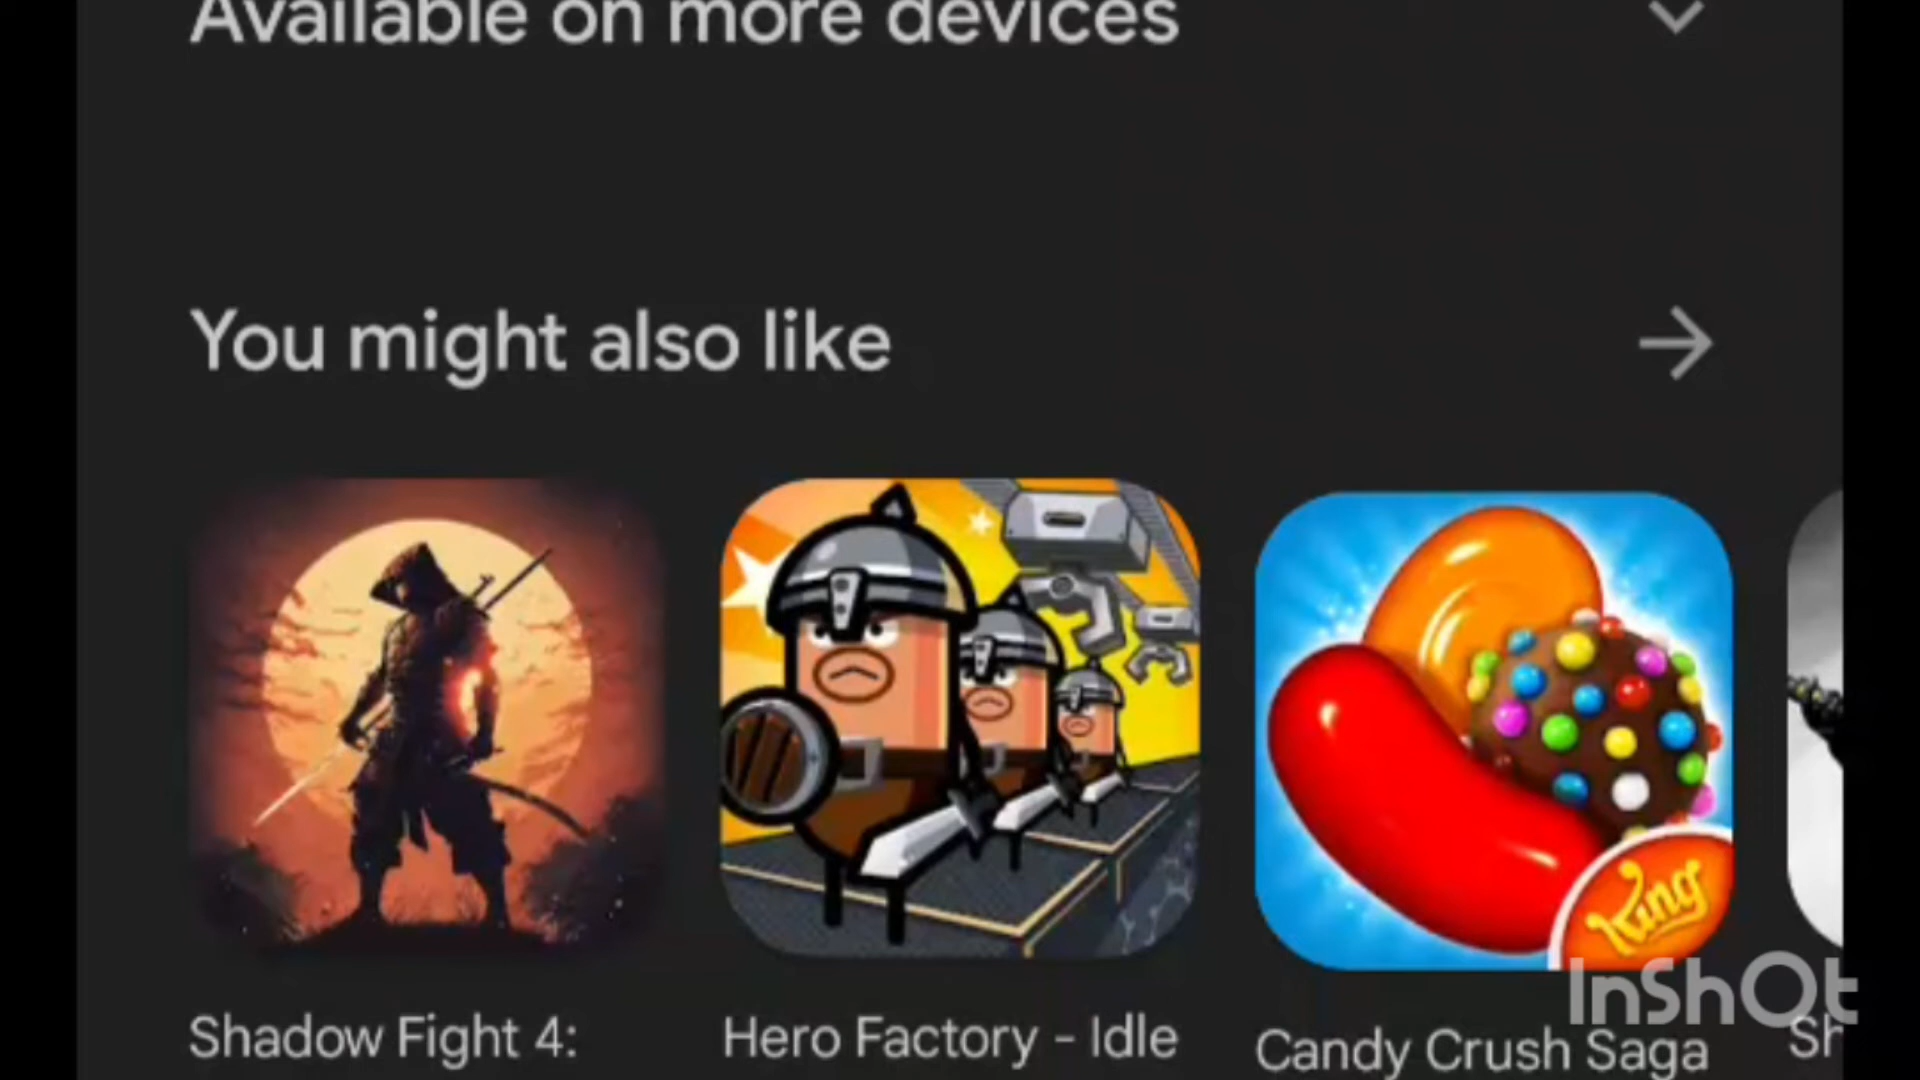 Available on more devices
You might also like
King
InShOt
Shadow Fight 4:
Hero Factory - Idle
Candy Crush Saga
Sh